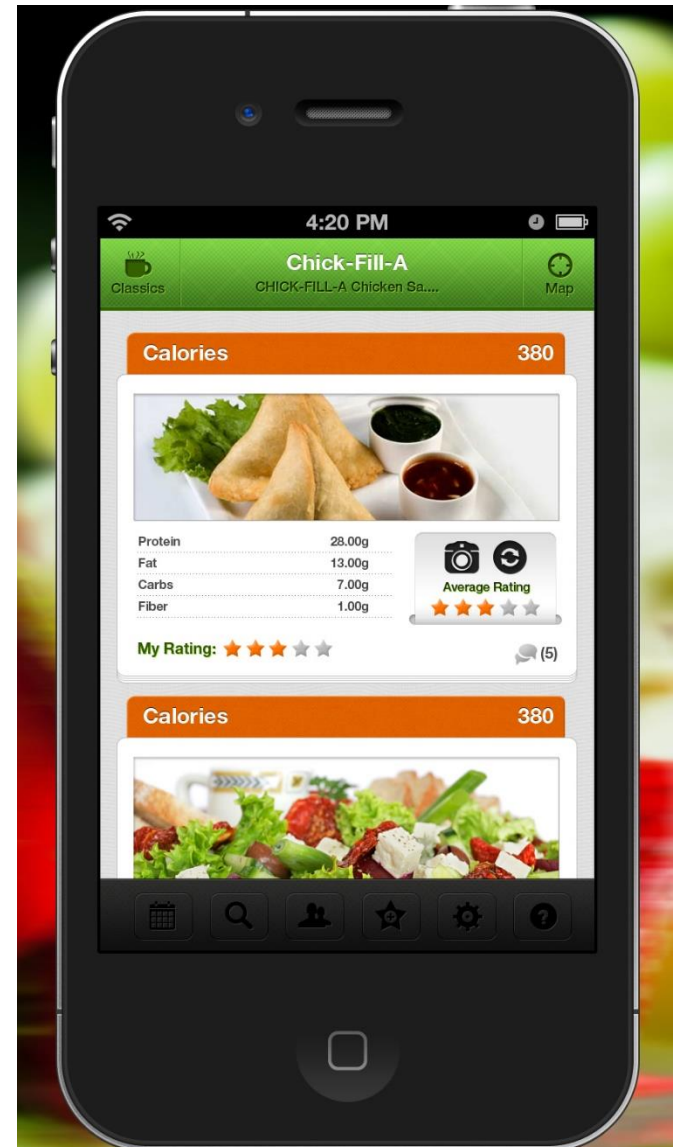 4:20 PM
Classics
Chick-Fill-A
CHICK-FILL-A Chicken Sa....
Map
Calories 380
Protein 28.00g
Fat 13.00g
Carbs 7.00g
Fiber 1.00g
Average Rating
My Rating:
(5)
Calories 380